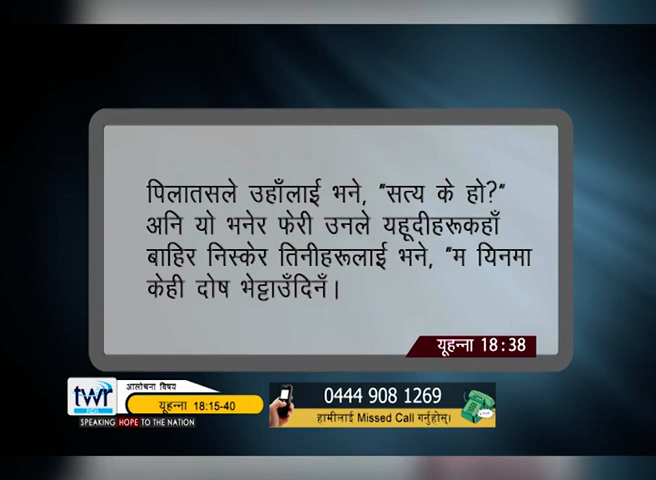 पिलातसले उहाँलाई भने, "सत्य के हो?"
अनि यो भनेर फेरी उनले यहूदीहरूकहाँ
बाहिर निस्केर तिनीहरूलाई भने, "म यिनमा
केही दोष भेट्टाउँदिनँ।
यूहन्ना 18:38
twr
आलोचना विषय
यूहन्ना 18:15-40
SPEAKING HOPE TO THE NATION
0444 908 1269
हामीलाई Missed Call गर्नुहोस्।